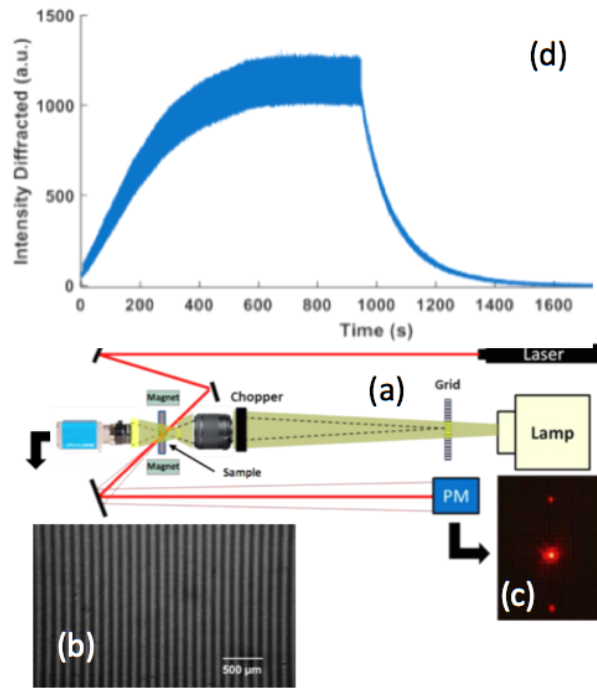 1500
(d)
Intensity Diffracted (a.u.)
1000
500
0
0 200 400 600 800 1000 1200 1400 1600
Time (s)
Laser
Magnet
Chopper
(a)
Grid
Lamp
Magnet
Sample
PM
(b)
500 µm
(c)